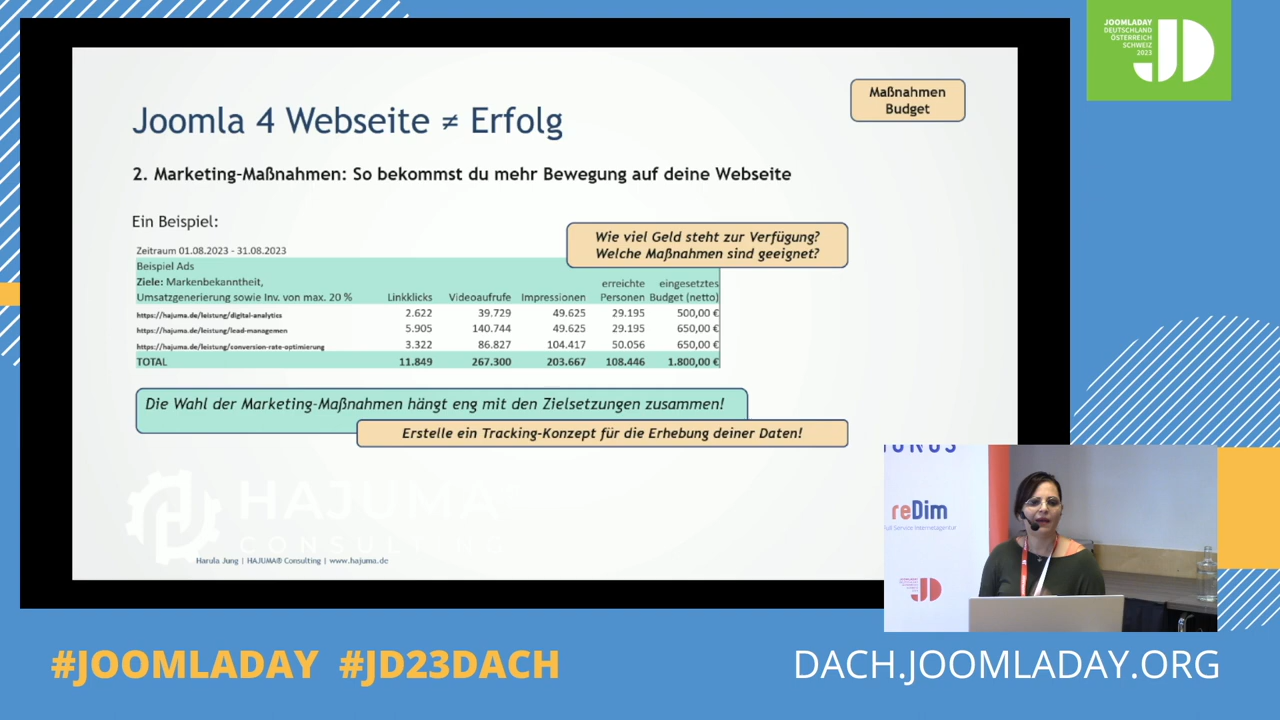 JOOMLADAY
DEUTSCHLAND
ÖSTERREICH
SCHWEIZ
2023
JD
Maßnahmen
Budget
Joomla 4 Webseite ≠ Erfolg
2. Marketing-Maßnahmen: So bekommst du mehr Bewegung auf deine Webseite
Ein Beispiel:
Wie viel Geld steht zur Verfügung?
Welche Maßnahmen sind geeignet?
Zeitraum 01.08.2023 - 31.08.2023
Beispiel Ads
Ziele: Markenbekanntheit, erreichte eingesetztes
Umsatzgenerierung sowie Inv. von max. 20 % Linkklicks Videoaufrufe Impressionen Personen Budget (netto)
https://hajuma.de/leistung/digital-analytics 2.622 39.729 49.625 29.195 500,00 €
https://hajuma.de/leistung/lead-managemen 5.905 140.744 49.625 29.195 650,00 €
https://hajuma.de/leistung/conversion-rate-optimierung 3.322 86.827 104.417 50.056 650,00 €
TOTAL 11.849 267.300 203.667 108.446 1.800,00 €
Die Wahl der Marketing-Maßnahmen hängt eng mit den Zielsetzungen zusammen!
Erstelle ein Tracking-Konzept für die Erhebung deiner Daten!
HAJUMA®
CONSULTING
Harula Jung | HAJUMA® Consulting | www.hajuma.de
reDim
Full Service Internetagentur
JD
#JOOMLADAY #JD23DACH
DACH.JOOMLADAY.ORG